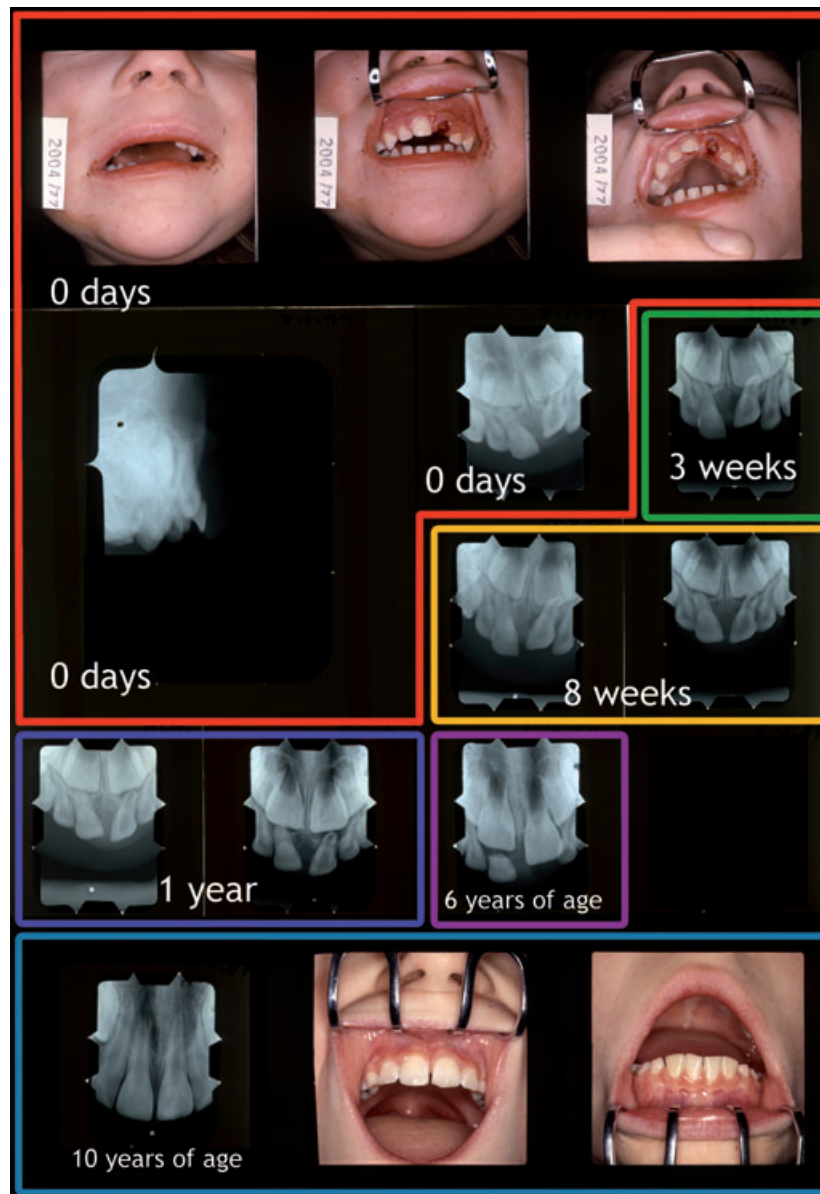 2004/77
2004/77
2004/77
0 days
0 days
3 weeks
0 days
8 weeks
1 year
6 years of age
10 years of age